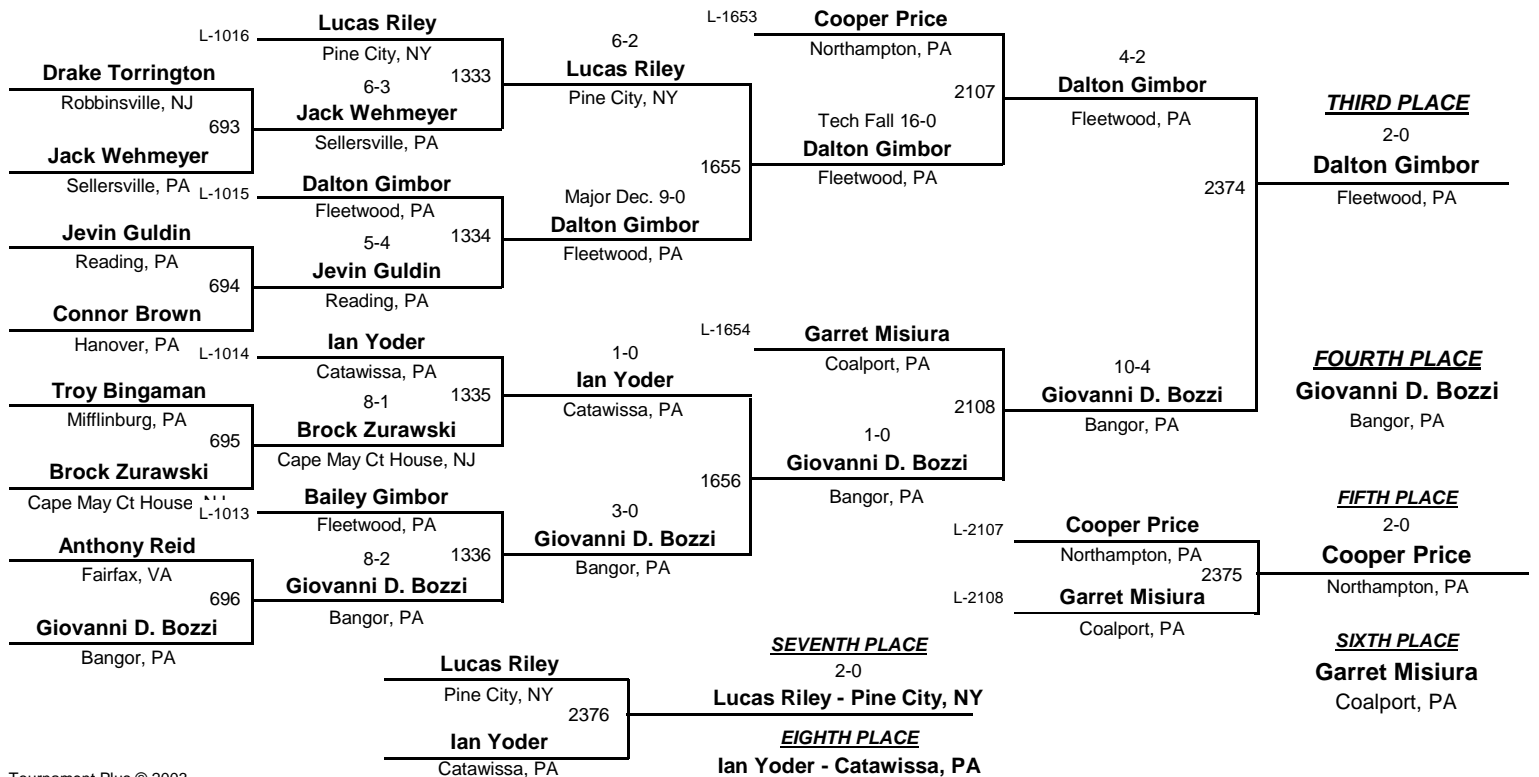 L-1016
Lucas Riley
Pine City, NY
Drake Torrington
Robbinsville, NJ
693
Jack Wehmeyer
Sellersville, PA
6-3
1333
Jack Wehmeyer
Sellersville, PA
L-1015
Dalton Gimbor
Fleetwood, PA
Jevin Guldin
Reading, PA
694
Connor Brown
Hanover, PA
5-4
1334
Jevin Guldin
Reading, PA
L-1014
Ian Yoder
Catawissa, PA
Troy Bingaman
Mifflinburg, PA
695
Brock Zurawski
Cape May Ct House
8-1
1335
Brock Zurawski
Cape May Ct House, NJ
L-1013
Bailey Gimbor
Fleetwood, PA
Anthony Reid
Fairfax, VA
696
Giovanni D. Bozzi
Bangor, PA
8-2
1336
Giovanni D. Bozzi
Bangor, PA
6-2
Lucas Riley
Pine City, NY
1655
Major Dec. 9-0
Dalton Gimbor
Fleetwood, PA
1-0
Ian Yoder
Catawissa, PA
1656
3-0
Giovanni D. Bozzi
Bangor, PA
L-1653
Cooper Price
Northampton, PA
2107
Tech Fall 16-0
Dalton Gimbor
Fleetwood, PA
L-1654
Garret Misiura
Coalport, PA
2108
1-0
Giovanni D. Bozzi
Bangor, PA
4-2
Dalton Gimbor
Fleetwood, PA
2374
10-4
Giovanni D. Bozzi
Bangor, PA
THIRD PLACE
2-0
Dalton Gimbor
Fleetwood, PA
FOURTH PLACE
Giovanni D. Bozzi
Bangor, PA
L-2107
Cooper Price
Northampton, PA
2375
L-2108
Garret Misiura
Coalport, PA
FIFTH PLACE
2-0
Cooper Price
Northampton, PA
SIXTH PLACE
Garret Misiura
Coalport, PA
Lucas Riley
Pine City, NY
2376
Ian Yoder
Catawissa, PA
SEVENTH PLACE
2-0
Lucas Riley - Pine City, NY
EIGHTH PLACE
Ian Yoder - Catawissa, PA